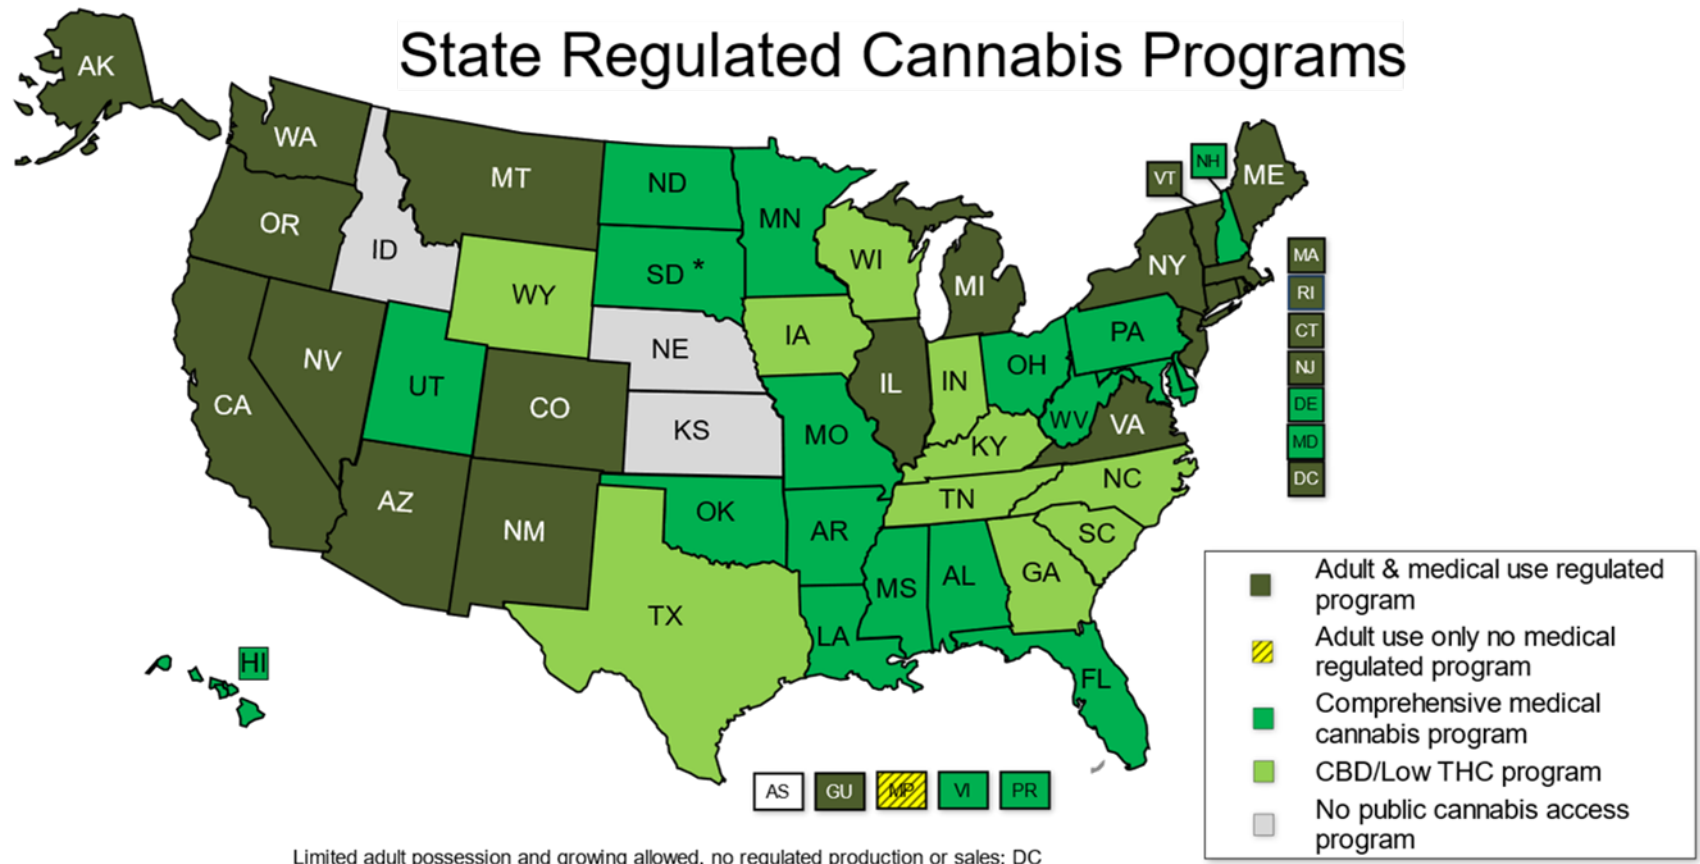 State Regulated Cannabis Programs
AK
WA
OR
CA
NV
ID
MT
WY
UT
CO
AZ
NM
ND
SD *
NE
KS
OK
TX
MN
IA
MO
AR
LA
WI
IL
MI
IN
OH
KY
TN
MS
AL
GA
FL
SC
NC
VA
WV
PA
NY
VT
NH
ME
MA
RI
CT
NJ
DE
MD
DC
HI
AS
GU
MP
VI
PR
Adult & medical use regulated
program
Adult use only no medical
regulated program
Comprehensive medical
cannabis program
CBD/Low THC program
No public cannabis access
program
Limited adult possession and growing allowed, no regulated production or sales: DC